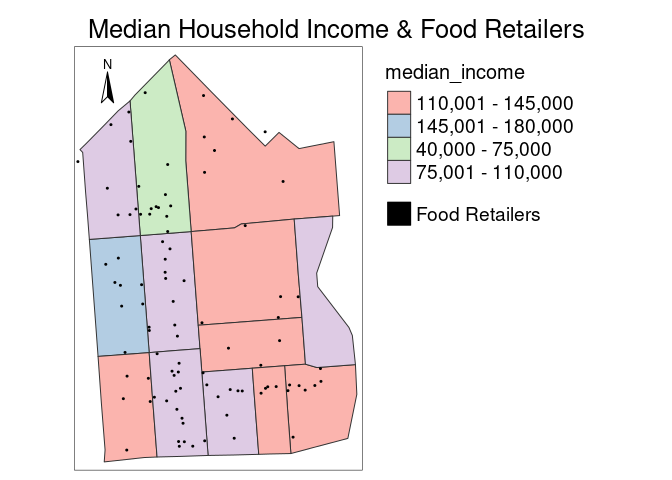 Median Household Income & Food Retailers
N
median_income
110,001 - 145,000
145,001 - 180,000
40,000 - 75,000
75,001 - 110,000
Food Retailers